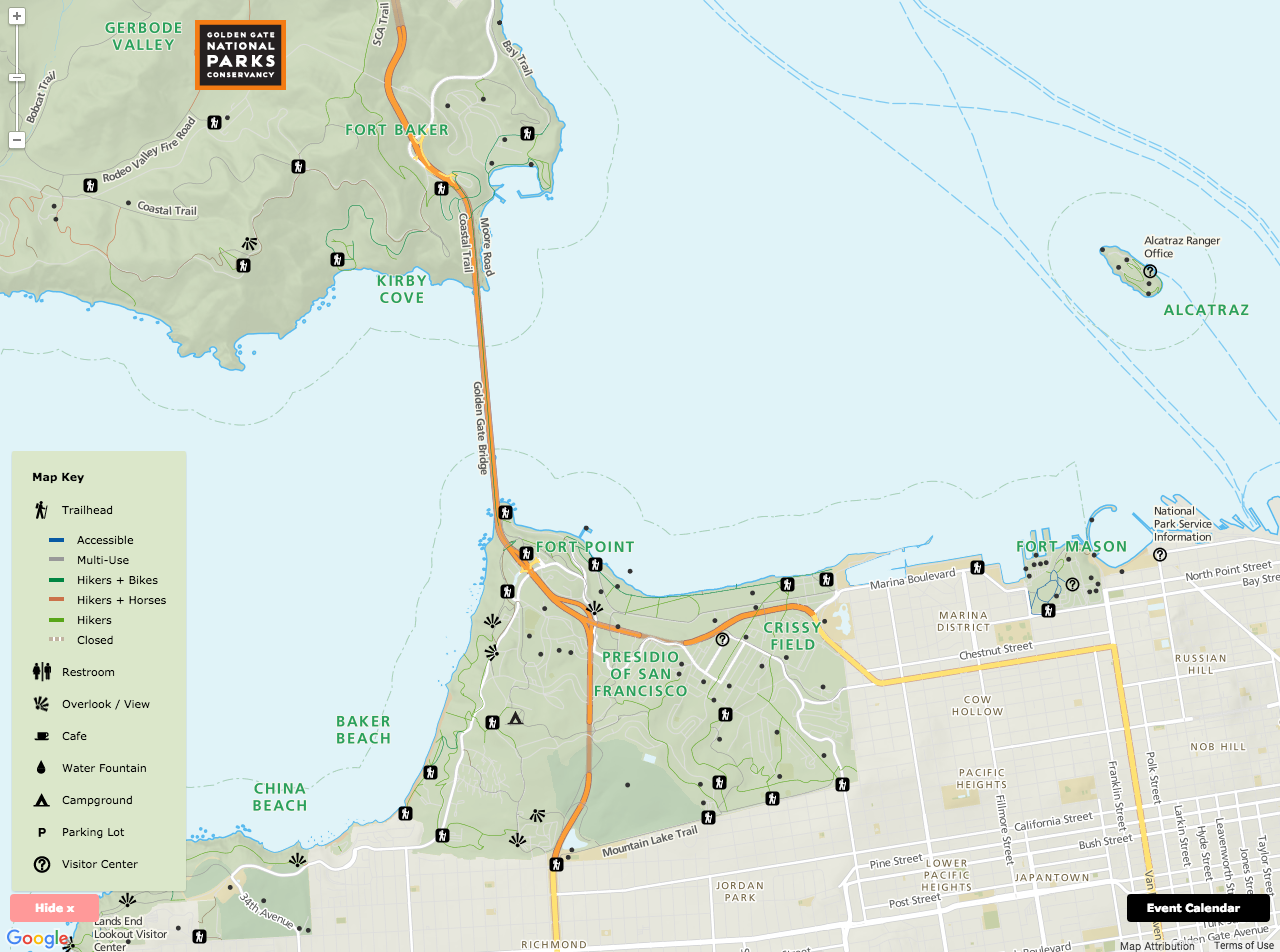 GERBODE
VALLEY
GOLDEN GATE
NATIONAL
PARKS
CONSERVANCY
SCA Trail
Bay Trail
Bobcat Trail
FORT BAKER
Rodeo Valley Fire Road
Coastal Trail
Coastal Trail
Moore Road
KIRBY
COVE
Alcatraz Ranger
Office
ALCATRAZ
Golden Gate Bridge
Map Key
Trailhead
Accessible
Multi-Use
Hikers + Bikes
Hikers + Horses
Hikers
Closed
Restroom
Overlook / View
Cafe
Water Fountain
Campground
P Parking Lot
Visitor Center
Hide x
FORT POINT
National
Park Service
Information
FORT MASON
Marina Boulevard
North Point Street
Bay Stre
MARINA
DISTRICT
CRISSY
FIELD
Chestnut Street
PRESIDIO
OF SAN
FRANCISCO
RUSSIAN
HILL
COW
HOLLOW
BAKER
BEACH
NOB HILL
CHINA
BEACH
PACIFIC
HEIGHTS
Polk Street
Franklin Street
Fillmore Street
Larkin Street
Hyde Street
Leavenworth Street
Jones Street
Taylor Street
California Street
Bush Street
Mountain Lake Trail
Pine Street
LOWER
PACIFIC
HEIGHTS
JAPANTOWN
Post Street
JORDAN
PARK
Van
Event Calendar
34th Avenue
Lands End
Lookout Visitor
Center
Google
RICHMOND
Golden Gate Avenue
Map Attribution
Terms of Use